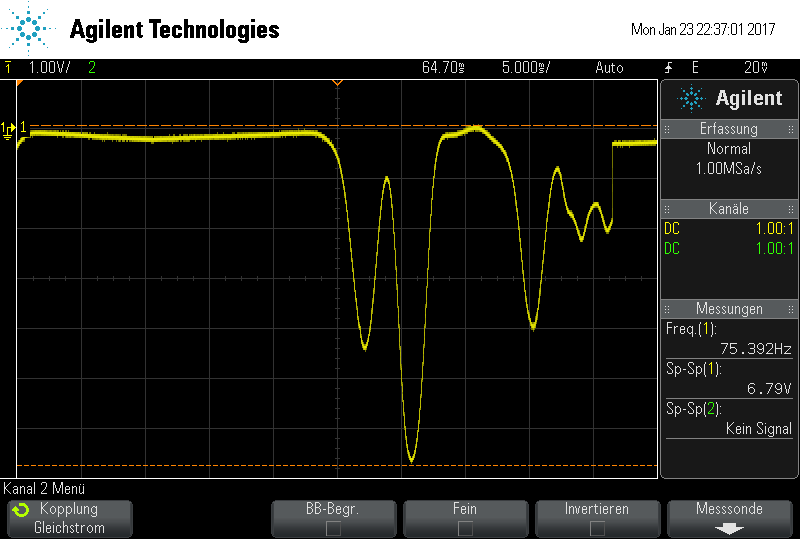 Agilent Technologies
Mon Jan 23 22:37:01 2017
1 1.00V/ 2 64.70s 5.000s/ Auto E 20V
Agilent
Erfassung
Normal
1.00MSa/s
Kanäle
DC 1.00:1
DC 1.00:1
Messungen
Freq.(1):
75.392Hz
Sp-Sp(1):
6.79V
Sp-Sp(2):
Kein Signal
1 1
Kanal 2 Menü
Kopplung
Gleichstrom
BB-Begr.
Fein
Invertieren
Messsonde